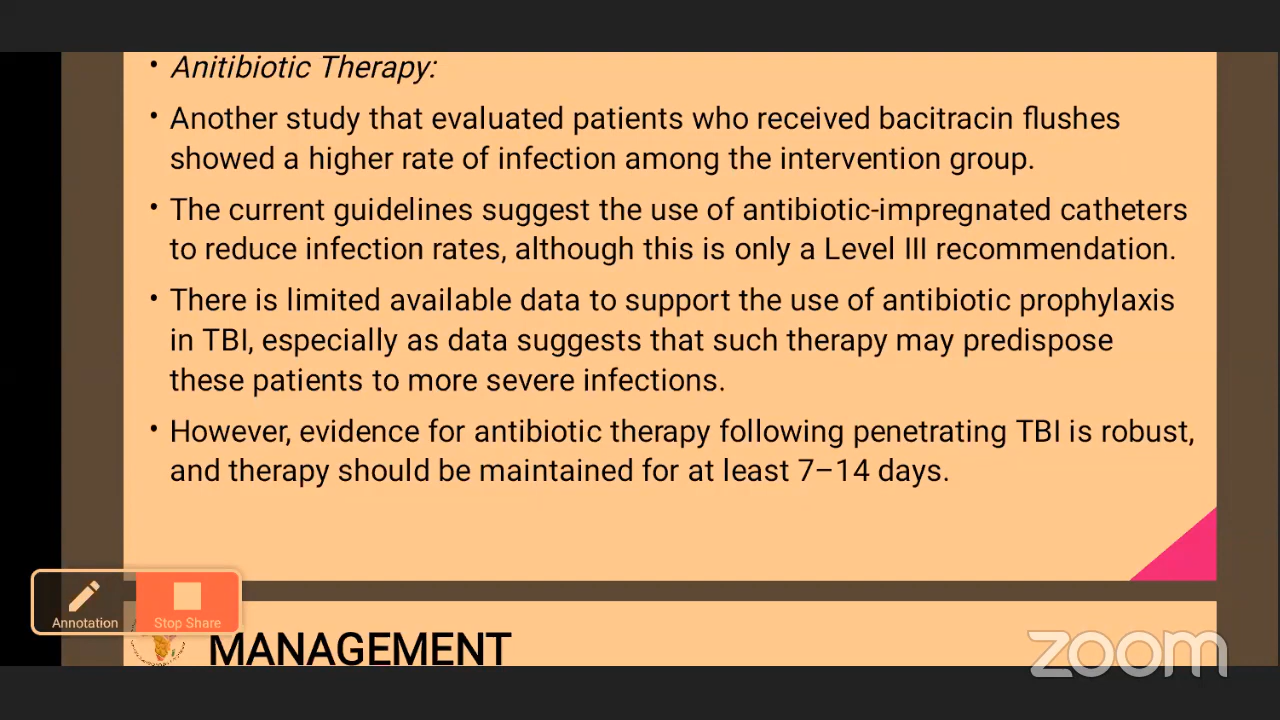 • Anitibiotic Therapy:
• Another study that evaluated patients who received bacitracin flushes
showed a higher rate of infection among the intervention group.
• The current guidelines suggest the use of antibiotic-impregnated catheters
to reduce infection rates, although this is only a Level III recommendation.
• There is limited available data to support the use of antibiotic prophylaxis
in TBI, especially as data suggests that such therapy may predispose
these patients to more severe infections.
• However, evidence for antibiotic therapy following penetrating TBI is robust,
and therapy should be maintained for at least 7–14 days.
Annotation
Stop Share
MANAGEMENT
zoom